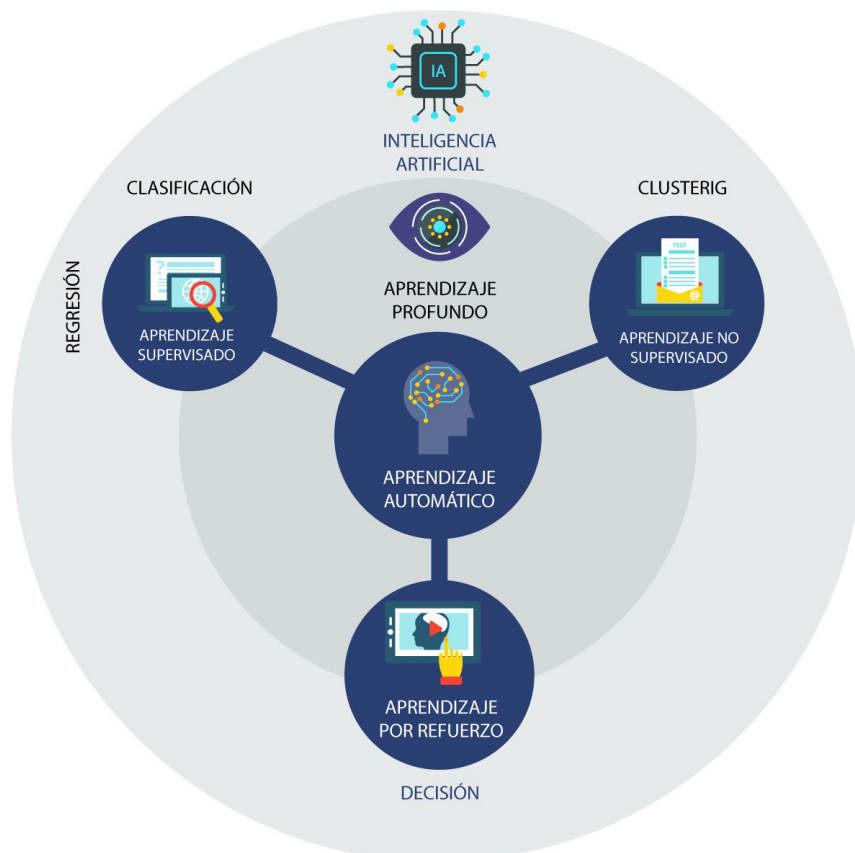 IA
INTELIGENCIA
ARTIFICIAL
CLASIFICACIÓN
CLUSTERIG
REGRESIÓN
?
TEST
@
APRENDIZAJE
PROFUNDO
APRENDIZAJE
SUPERVISADO
APRENDIZAJE NO
SUPERVISADO
APRENDIZAJE
AUTOMÁTICO
APRENDIZAJE
POR REFUERZO
DECISIÓN